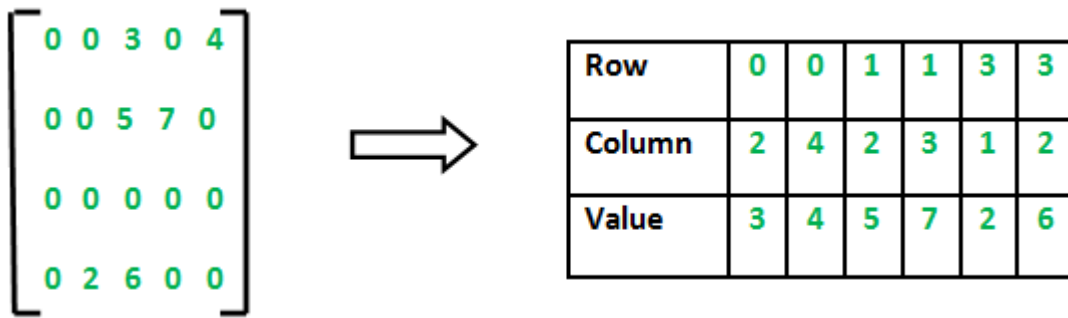 0 0 3 0 4
0 0 5 7 0
0 0 0 0 0
0 2 6 0 0
Row 0 0 1 1 3 3
Column 2 4 2 3 1 2
Value 3 4 5 7 2 6